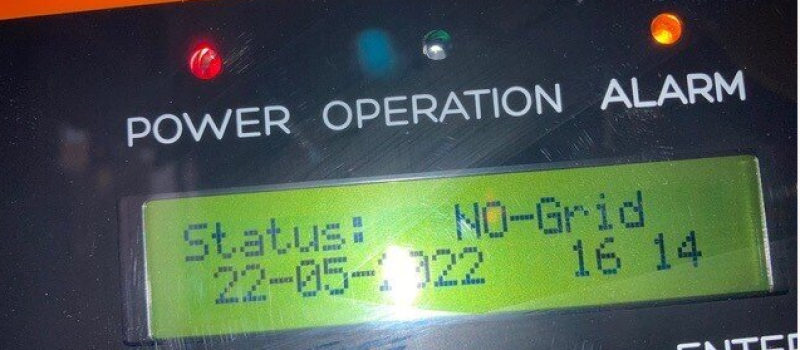 POWER OPERATION ALARM
Status: NO-Grid
16 14